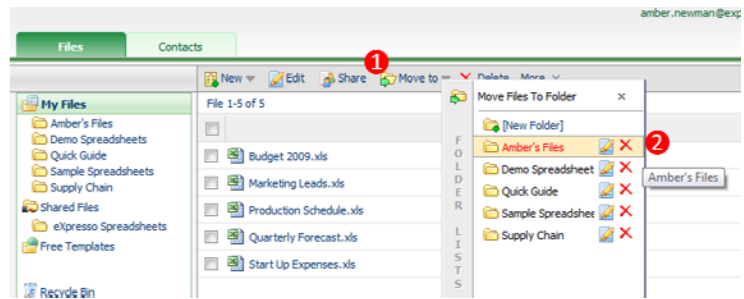 amber.newman@exp
Files Contacts
1
New Edit Share Move to Delete More
My Files
Amber's Files
Demo Spreadsheets
Quick Guide
Sample Spreadsheets
Supply Chain
Shared Files
eXpresso Spreadsheets
Free Templates
Recycle Bin
File 1-5 of 5
Budget 2009.xls
Marketing Leads.xls
Production Schedule.xls
Quarterly Forecast.xls
Start Up Expenses.xls
FOLDER LISTS
Move Files To Folder ×
[New Folder]
Amber's Files
2
Demo Spreadsheet
Amber's Files
Quick Guide
Sample Spreadshee
Supply Chain